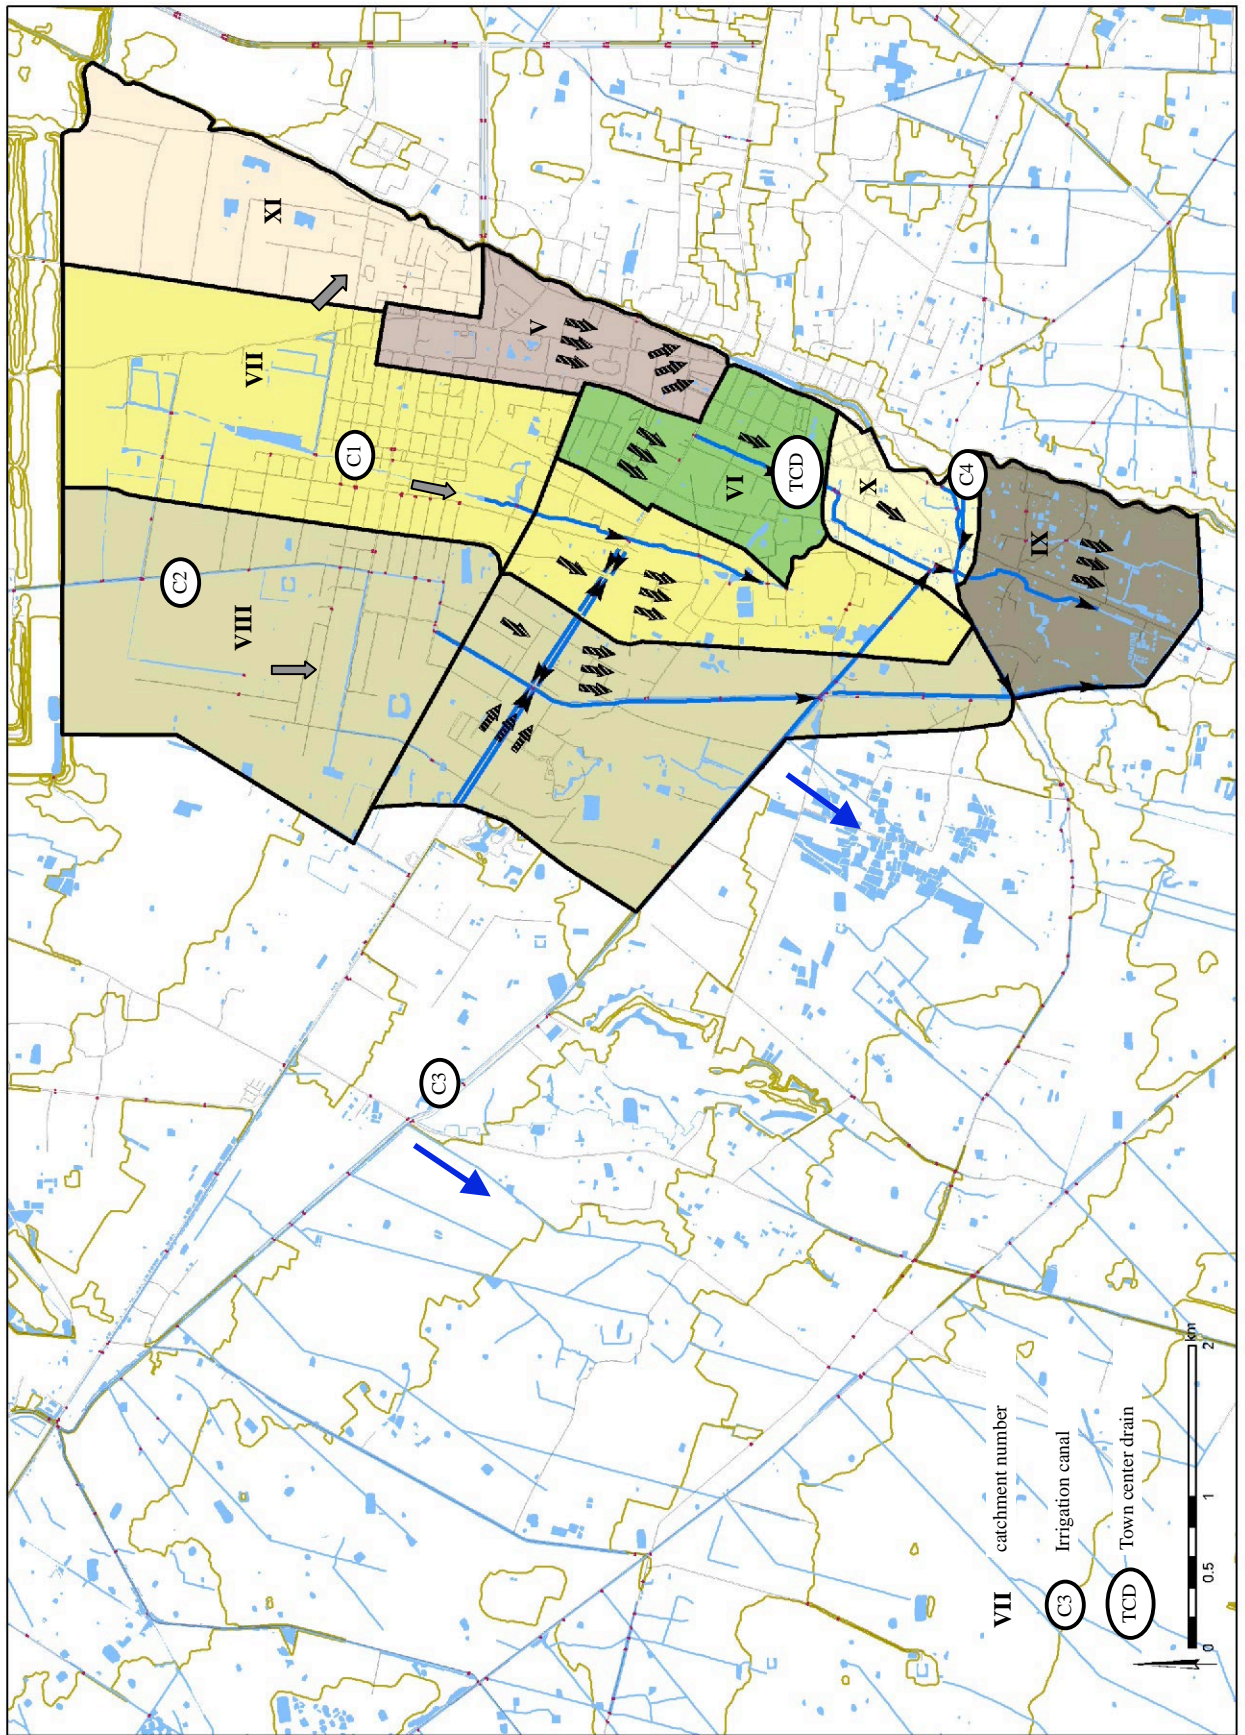 XI
VII
V
C1
C2
VIII
VI
TCD
X
C4
IX
C3
VII catchment number
C3 Irrigation canal
TCD Town center drain
0 0.5 1 2
km